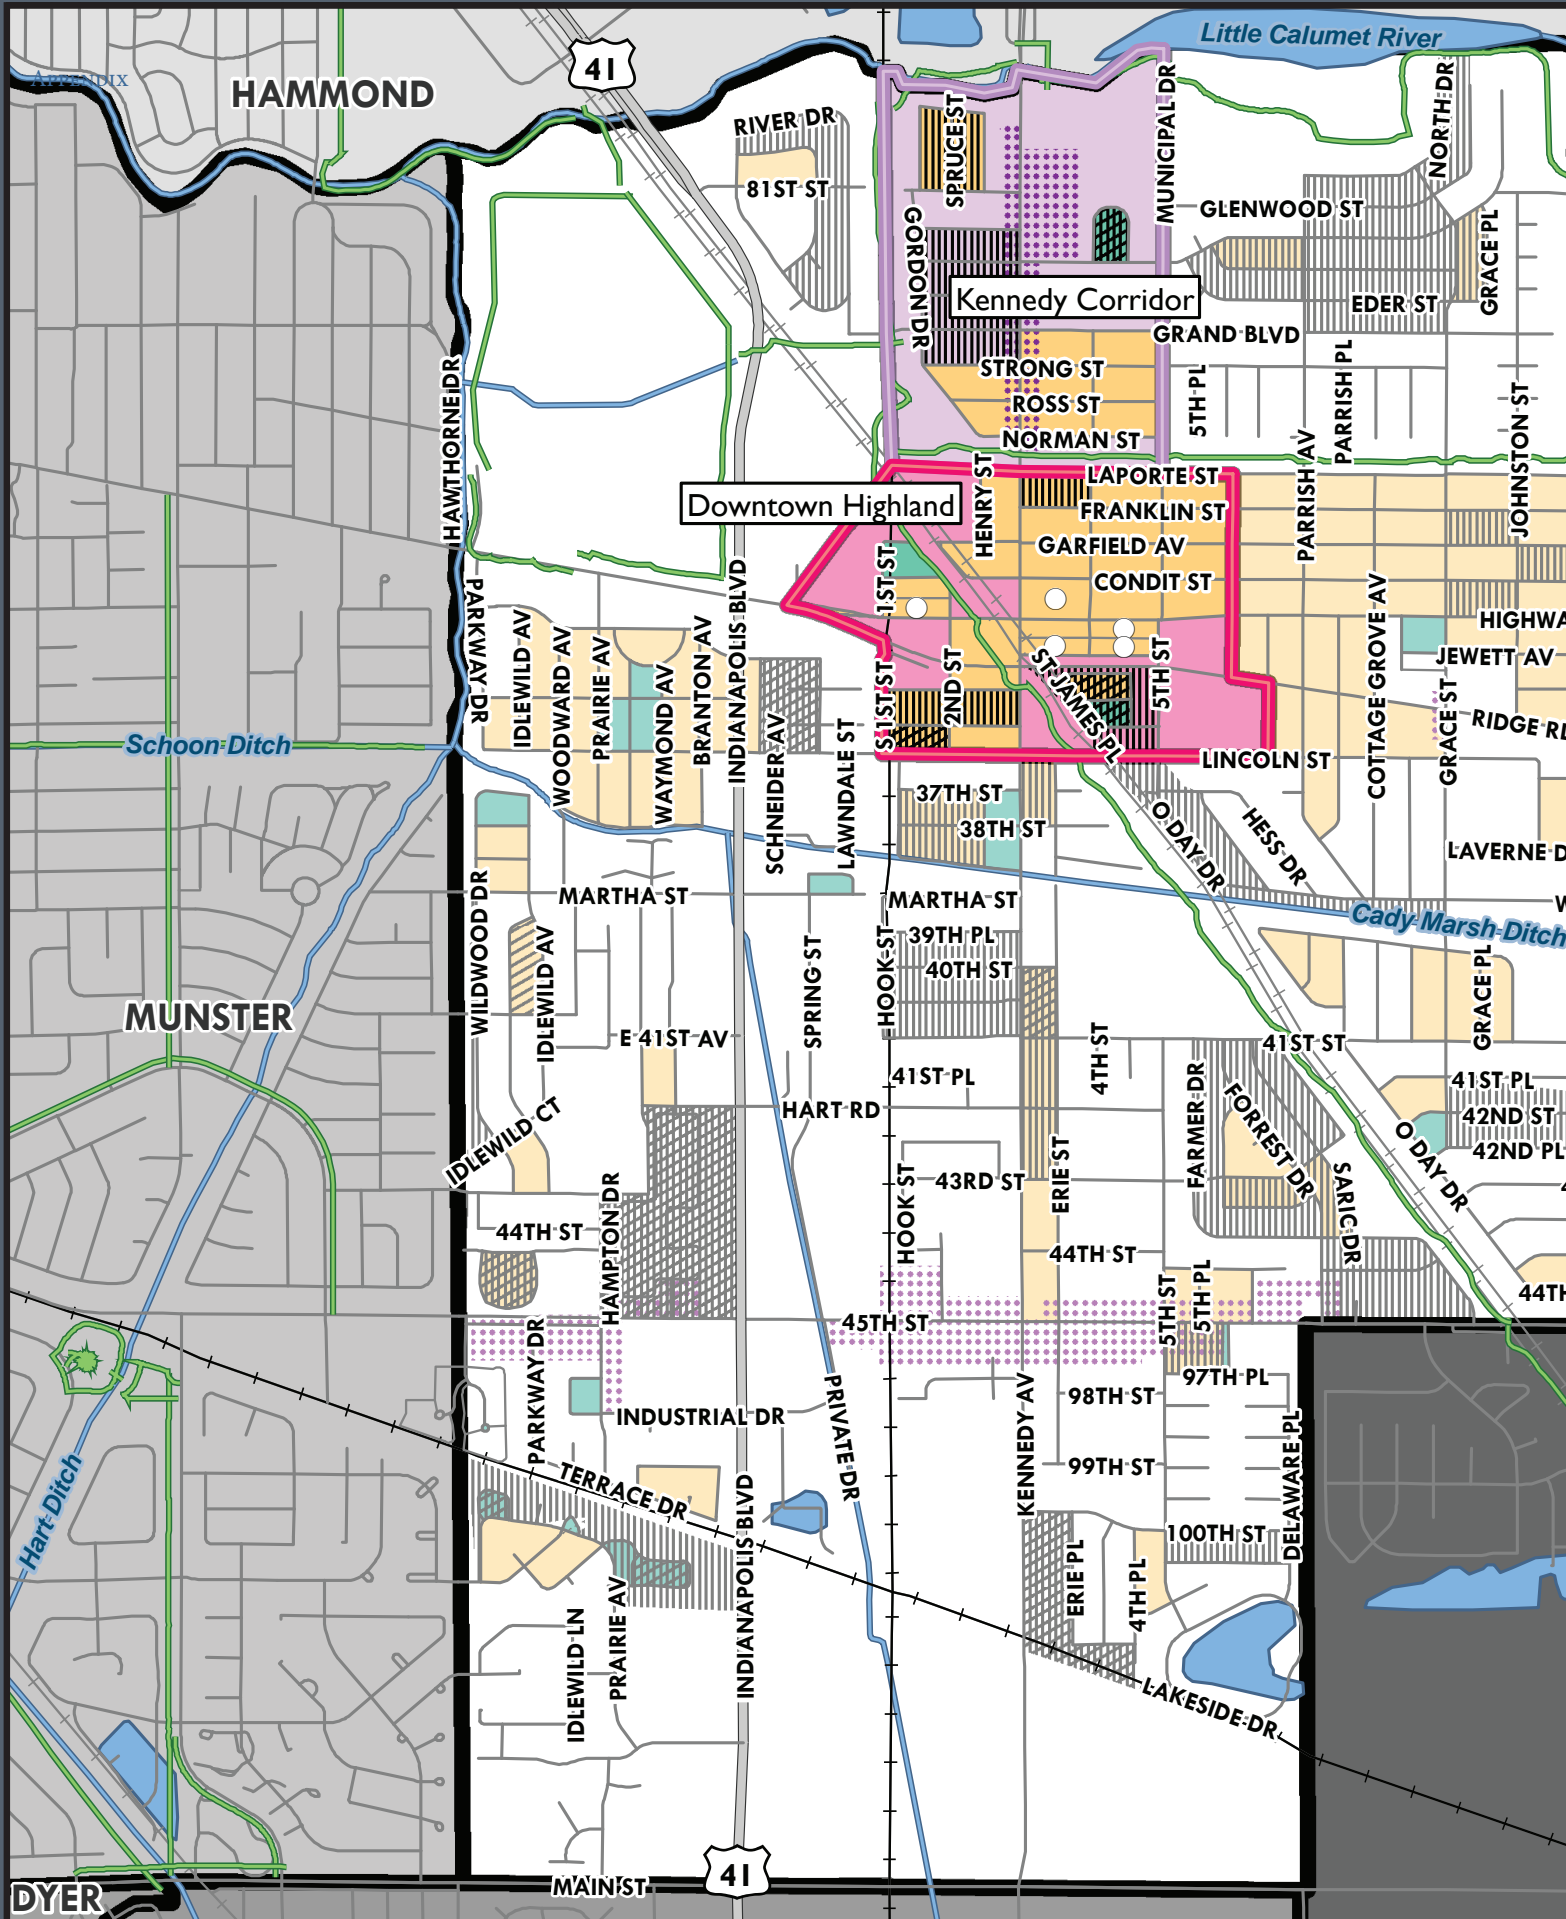 Little Calumet River
41
APPENDIX
HAMMOND
RIVER DR
81ST ST
SPRUCE ST
MUNICIPAL DR
NORTH DR
GLENWOOD ST
GORDON DR
GRACE PL
Kennedy Corridor
EDER ST
GRAND BLVD
STRONG ST
ROSS ST
NORMAN ST
5TH PL
PARRISH PL
HAWTHORNE DR
JOHNSTON ST
PARRISH AV
HENRY ST
LAPORTE ST
Downtown Highland
FRANKLIN ST
GARFIELD AV
CONDIT ST
1ST ST
INDIANAPOLIS BLVD
COTTAGE GROVE AV
PARKWAY DR
IDLEWILD AV
WOODWARD AV
PRAIRIE AV
WAYMOND AV
BRANTON AV
HIGHWA
JEWETT AV
5TH ST
2ND ST
ST JAMES PL
S 1ST ST
GRACE ST
RIDGE RD
Schoon Ditch
SCHNEIDER AV
LAWNDALE ST
LINCOLN ST
37TH ST
38TH ST
O DAY DR
HESS DR
LAVERNE D
WILDWOOD DR
MARTHA ST
MARTHA ST
W
Cady Marsh Ditch
IDLEWILD AV
SPRING ST
HOOK ST
39TH PL
40TH ST
GRACE PL
MUNSTER
E 41ST AV
4TH ST
41ST ST
41ST PL
41ST PL
HART RD
FARMER DR
FORREST DR
42ND ST
42ND PL
IDLEWILD CT
O DAY DR
43RD ST
ERIE ST
HOOK ST
SARIC DR
4
HAMPTON DR
44TH ST
44TH ST
5TH ST
5TH PL
44TH
45TH ST
PARKWAY DR
PRIVATE DR
97TH PL
98TH ST
INDUSTRIAL DR
KENNEDY AV
DELAWARE PL
99TH ST
TERRACE DR
Hart Ditch
INDIANAPOLIS BLVD
100TH ST
ERIE PL
4TH PL
IDLEWILD LN
PRAIRIE AV
LAKESIDE DR
41
MAIN ST
DYER